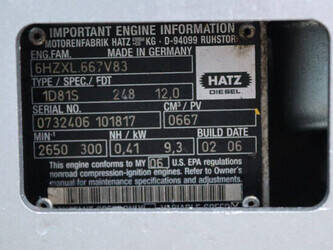 IMPORTANT ENGINE INFORMATION
MOTORENFABRIK HATZ KG · D-94099 RUHSTORF
ENG.FAM. MADE IN GERMANY
6HZXL.667V83
TYPE / SPEC./ FDT
1D81S 248 12,0
HATZ
DIESEL
SERIAL NO. CM³ / PV
0732406 101817 0667
MIN⁻¹ NH / KW BUILD DATE
2650 300 0,41 9,3 02 06
This engine conforms to MY 06 U.S. EPA regulations
nonroad compression-ignition engines. Refer to Owner's
manual for maintenance specifications and adjustments.